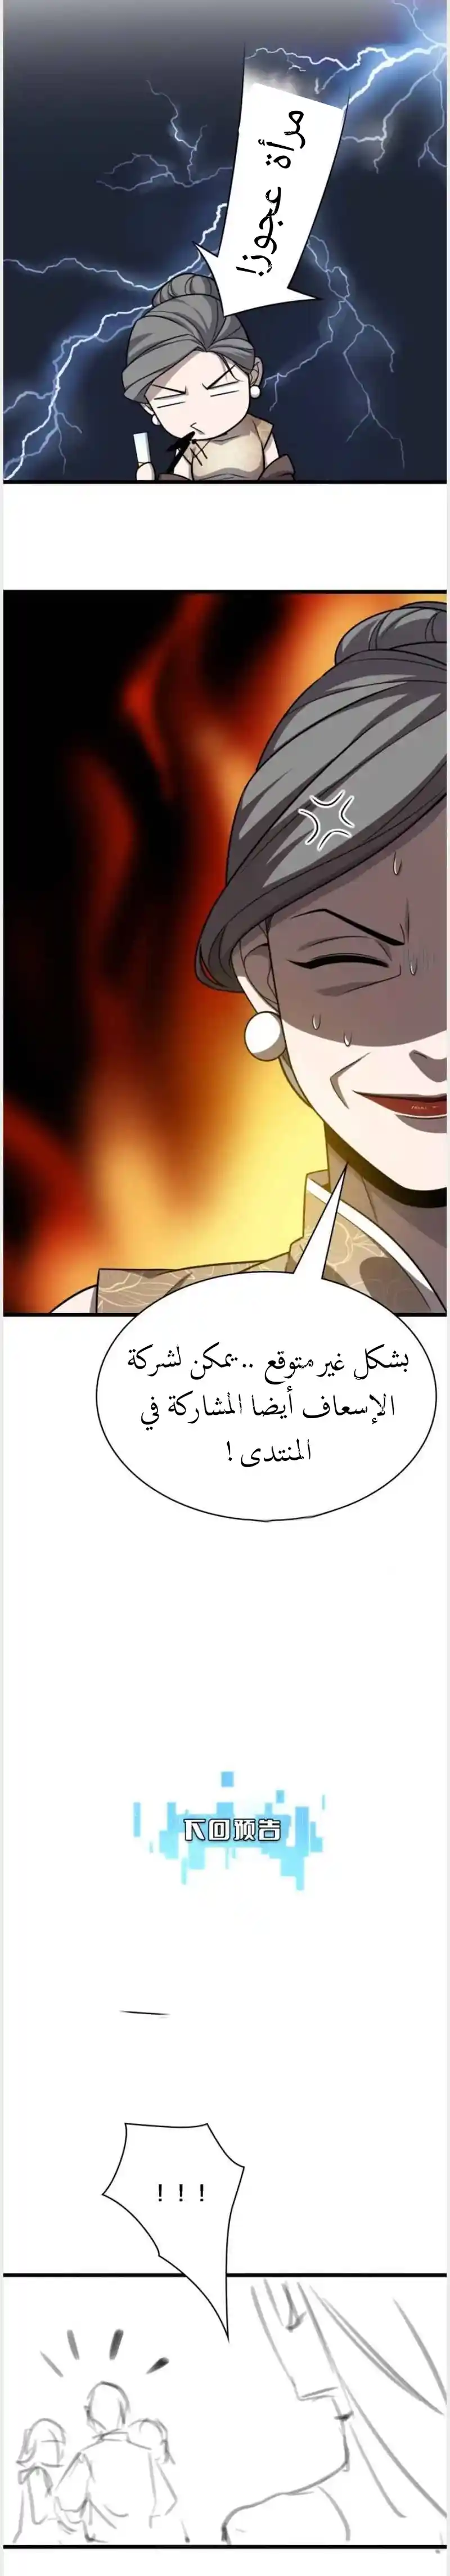 مرأة عجوز!
بشكل غير متوقع .. يمكن لشركة
الإسعاف أيضا المشاركة في
المنتدى !
下回预告
! ! !